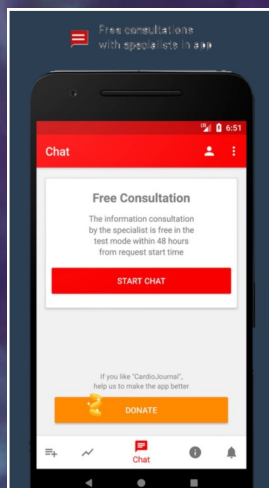 Free consultations
with specialists in app
6:51
Chat
Free Consultation
The information consultation
by the specialist is free in the
test mode within 48 hours
from request start time
START CHAT
If you like "CardioJournal",
help us to make the app better
DONATE
Chat